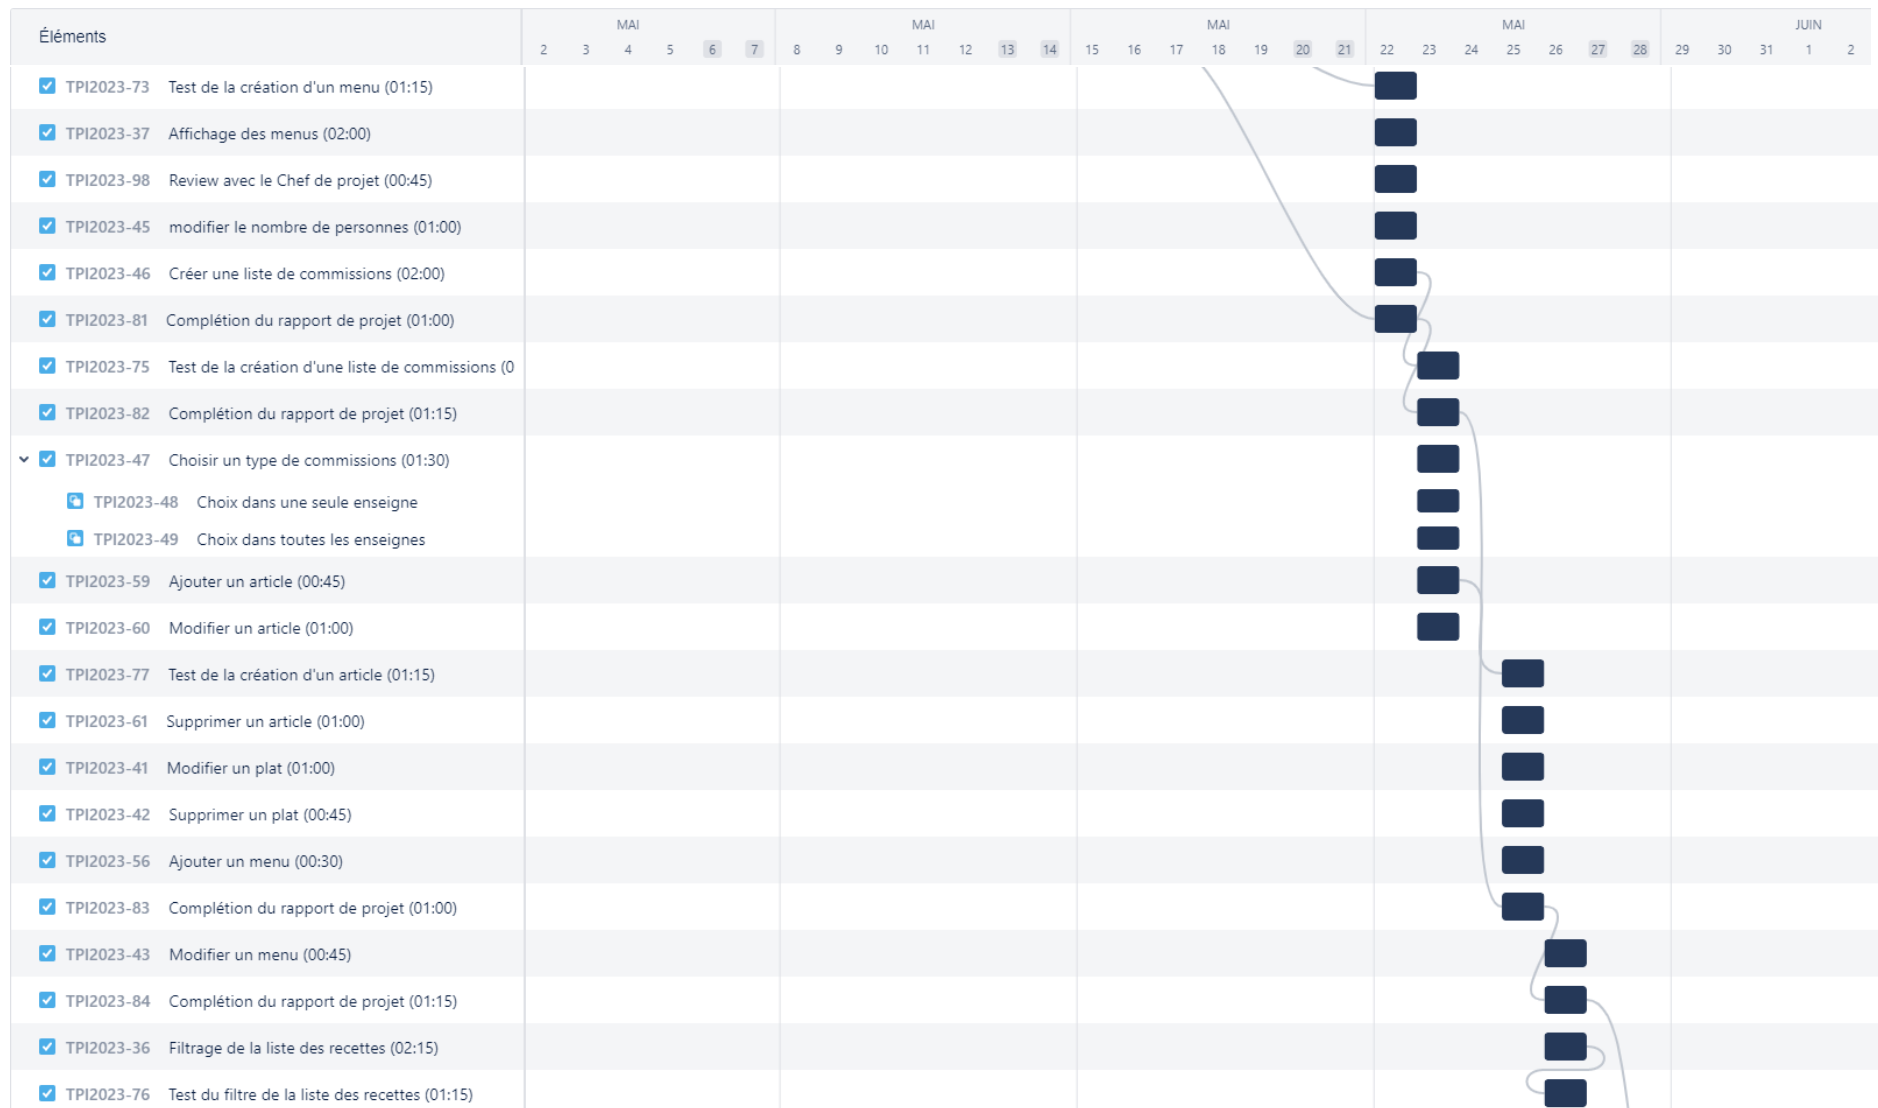 Éléments
MAI MAI MAI MAI JUIN
2 3 4 5 6 7 8 9 10 11 12 13 14 15 16 17 18 19 20 21 22 23 24 25 26 27 28 29 30 31 1 2
TPI2023-73 Test de la création d'un menu (01:15)
TPI2023-37 Affichage des menus (02:00)
TPI2023-98 Review avec le Chef de projet (00:45)
TPI2023-45 modifier le nombre de personnes (01:00)
TPI2023-46 Créer une liste de commissions (02:00)
TPI2023-81 Complétion du rapport de projet (01:00)
TPI2023-75 Test de la création d'une liste de commissions (0
TPI2023-82 Complétion du rapport de projet (01:15)
TPI2023-47 Choisir un type de commissions (01:30)
TPI2023-48 Choix dans une seule enseigne
TPI2023-49 Choix dans toutes les enseignes
TPI2023-59 Ajouter un article (00:45)
TPI2023-60 Modifier un article (01:00)
TPI2023-77 Test de la création d'un article (01:15)
TPI2023-61 Supprimer un article (01:00)
TPI2023-41 Modifier un plat (01:00)
TPI2023-42 Supprimer un plat (00:45)
TPI2023-56 Ajouter un menu (00:30)
TPI2023-83 Complétion du rapport de projet (01:00)
TPI2023-43 Modifier un menu (00:45)
TPI2023-84 Complétion du rapport de projet (01:15)
TPI2023-36 Filtrage de la liste des recettes (02:15)
TPI2023-76 Test du filtre de la liste des recettes (01:15)